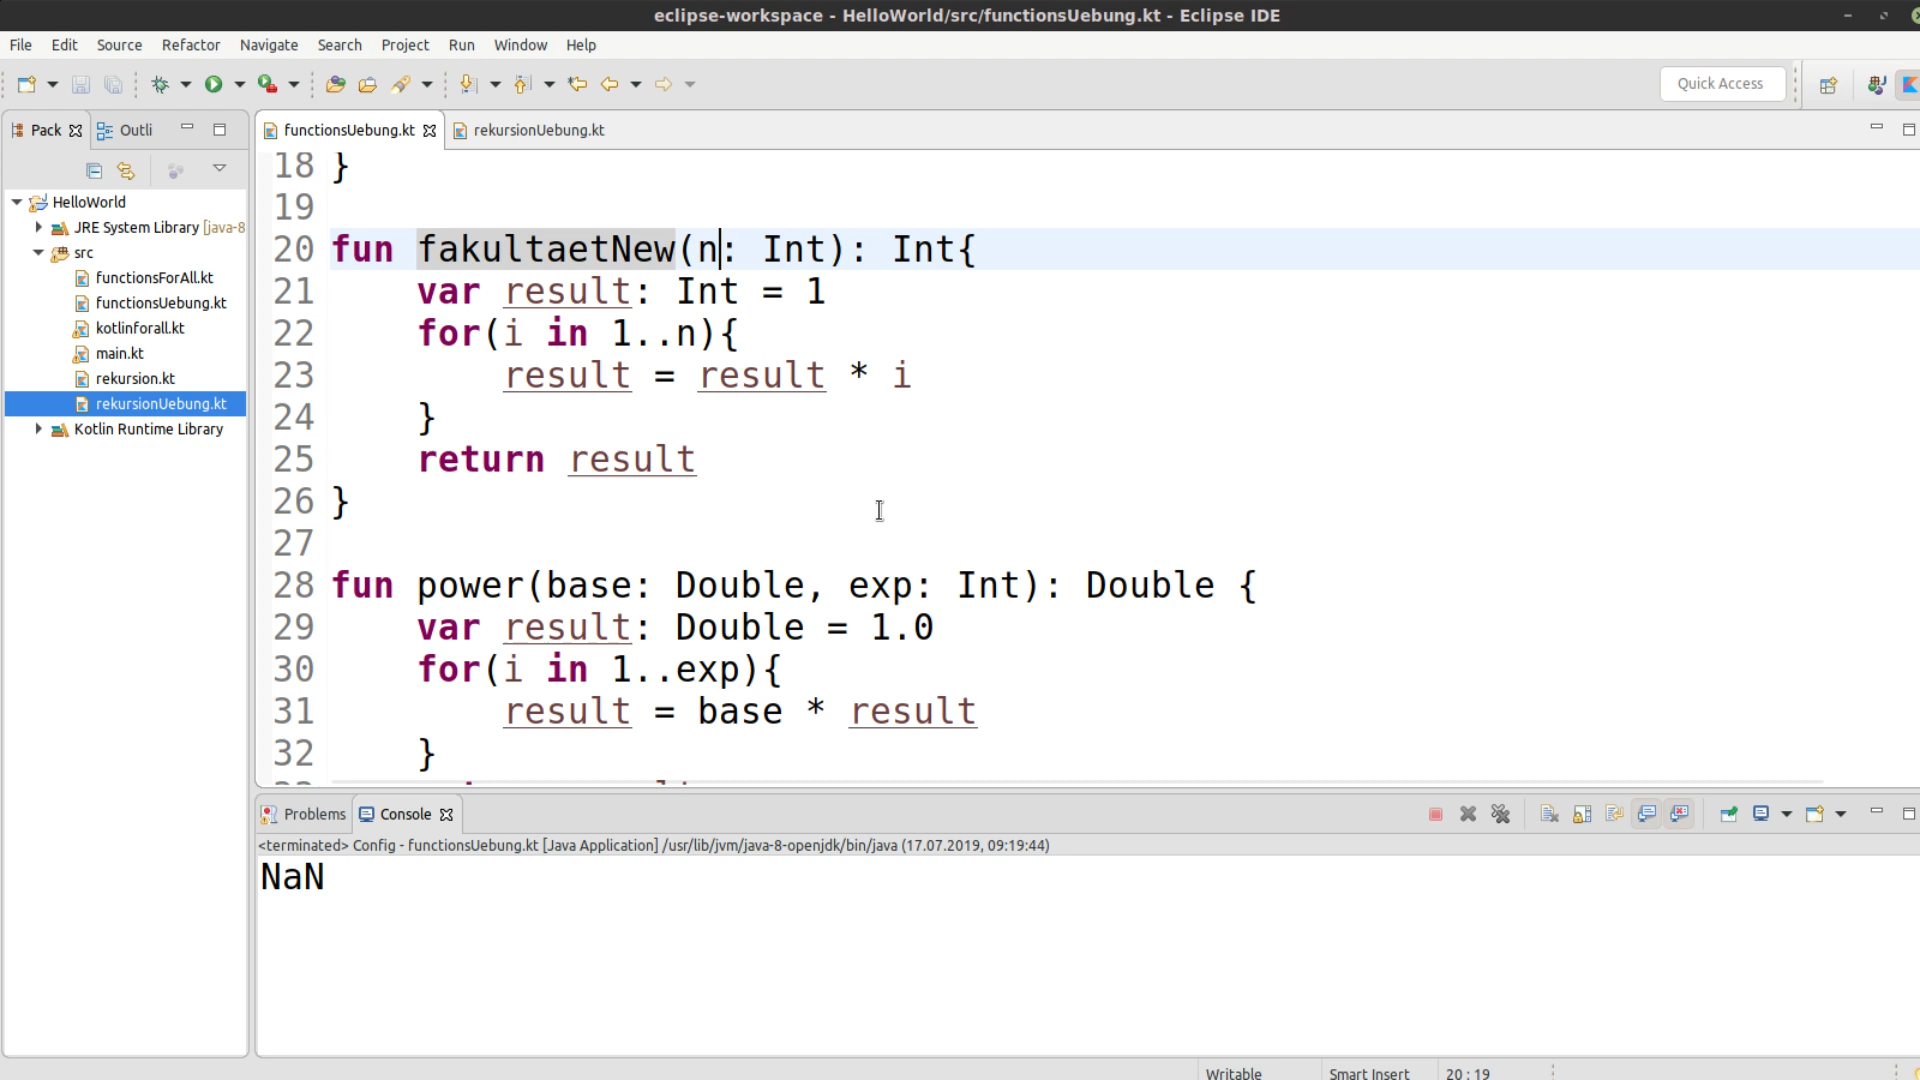 eclipse-workspace - HelloWorld/src/functionsUebung.kt - Eclipse IDE
File Edit Source Refactor Navigate Search Project Run Window Help
Quick Access
Pack Outli
functionsUebung.kt rekursionUebung.kt
HelloWorld
JRE System Library [java-8
src
functionsForAll.kt
functionsUebung.kt
kotlinforall.kt
main.kt
rekursion.kt
rekursionUebung.kt
Kotlin Runtime Library
18 }
19
20 fun fakultaetNew(n: Int): Int{
21 var result: Int = 1
22 for(i in 1..n){
23 result = result * i
24 }
25 return result
26 }
27
28 fun power(base: Double, exp: Int): Double {
29 var result: Double = 1.0
30 for(i in 1..exp){
31 result = base * result
32 }
Problems Console
<terminated> Config - functionsUebung.kt [Java Application] /usr/lib/jvm/java-8-openjdk/bin/java (17.07.2019, 09:19:44)
NaN
Writable Smart Insert 20 : 19